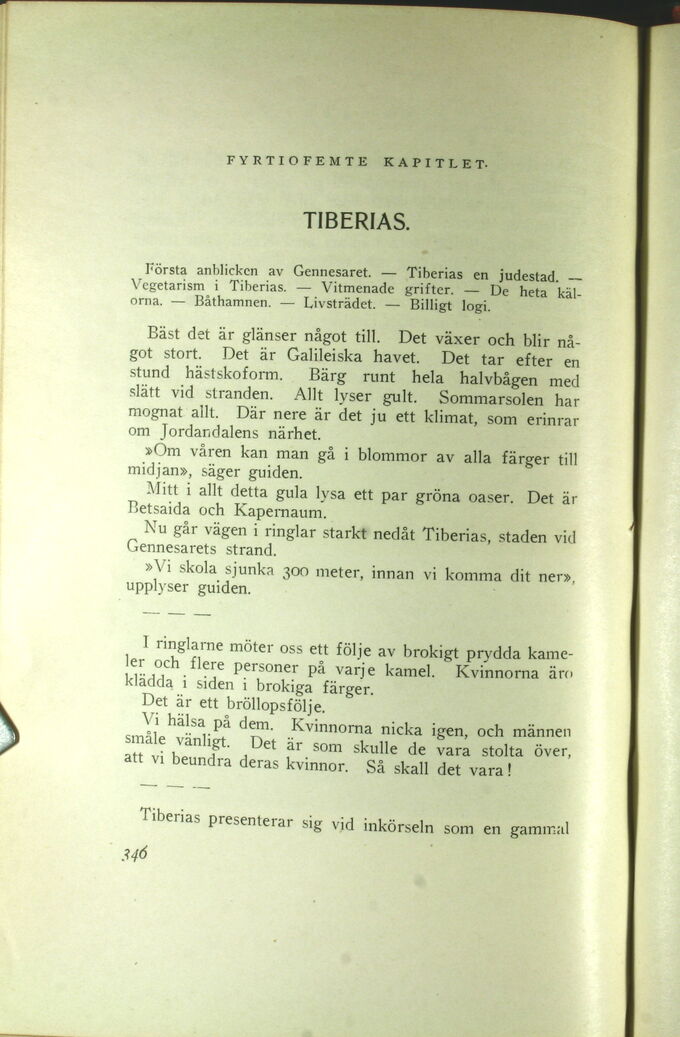 FYRTIOFEMTE KAPITLET.
TIBERIAS.
Första anblicken av Gennesaret. — Tiberias en judestad. —
Vegetarism i Tiberias. — Vitmenade grifter. — De heta käl-
orna. — Båthamnen. — Livsträdet. — Billigt logi.
Bäst det är glänser något till. Det växer och blir nå-
got stort. Det är Galileiska havet. Det tar efter en
stund hästskoform. Bärg runt hela halvbågen med
slätt vid stranden. Allt lyser gult. Sommarsolen har
mognat allt. Där nere är det ju ett klimat, som erinrar
om Jordandalens närhet.
»Om våren kan man gå i blommor av alla färger till
midjan», säger guiden.
Mitt i allt detta gula lysa ett par gröna oaser. Det är
Betsaida och Kapernaum.
Nu går vägen i ringlar starkt nedåt Tiberias, staden vid
Gennesarets strand.
»Vi skola sjunka 300 meter, innan vi komma dit ner»,
upplyser guiden.
— — —
I ringlarne möter oss ett följe av brokigt prydda kame-
ler och flere personer på varje kamel. Kvinnorna äro
klädda i siden i brokiga färger.
Det är ett bröllopsfölje.
Vi hälsa på dem. Kvinnorna nicka igen, och männen
småle vänligt. Det är som skulle de vara stolta över,
att vi beundra deras kvinnor. Så skall det vara!
— — —
Tiberias presenterar sig vid inkörseln som en gammal
346